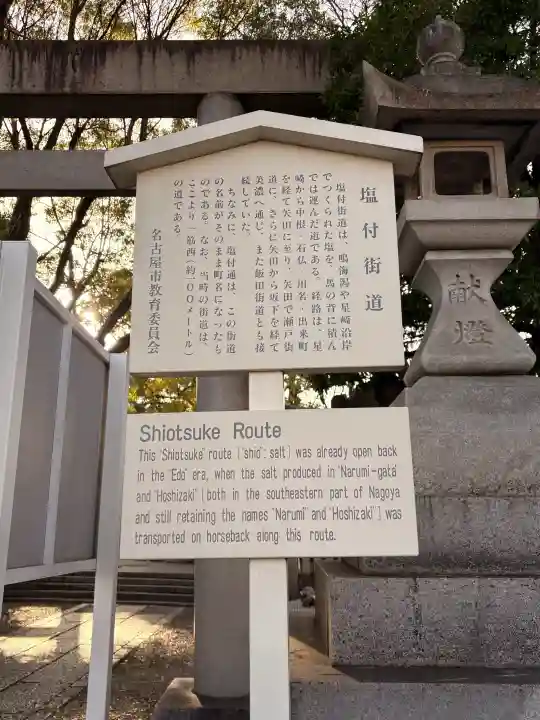 塩付街道
塩付街道は、鳴海潟や星崎沿岸
でつくられた塩を、馬の背に積ん
では運んだ道である。経路は、星
崎から中根・石仏・川名・出来町
を経て矢田に至り、矢田で瀬戸街
道に、さらに矢田から坂下を経て
美濃へ通じ、また飯田街道とも接
続していた。
ちなみに、塩付通は、この街道
の名前がそのまま町名になったも
のである。なお、当時の街道は、
ここより一筋西(約一〇〇メートル)
の道である。
名古屋市教育委員会
献燈
Shiotsuke Route
This "Shiotsuke" route ["shio": salt] was already open back
in the "Edo" era, when the salt produced in "Narumi-gata"
and "Hoshizaki" [both in the southeastern part of Nagoya
and still retaining the names "Narumi" and "Hoshizaki"] was
transported on horseback along this route.